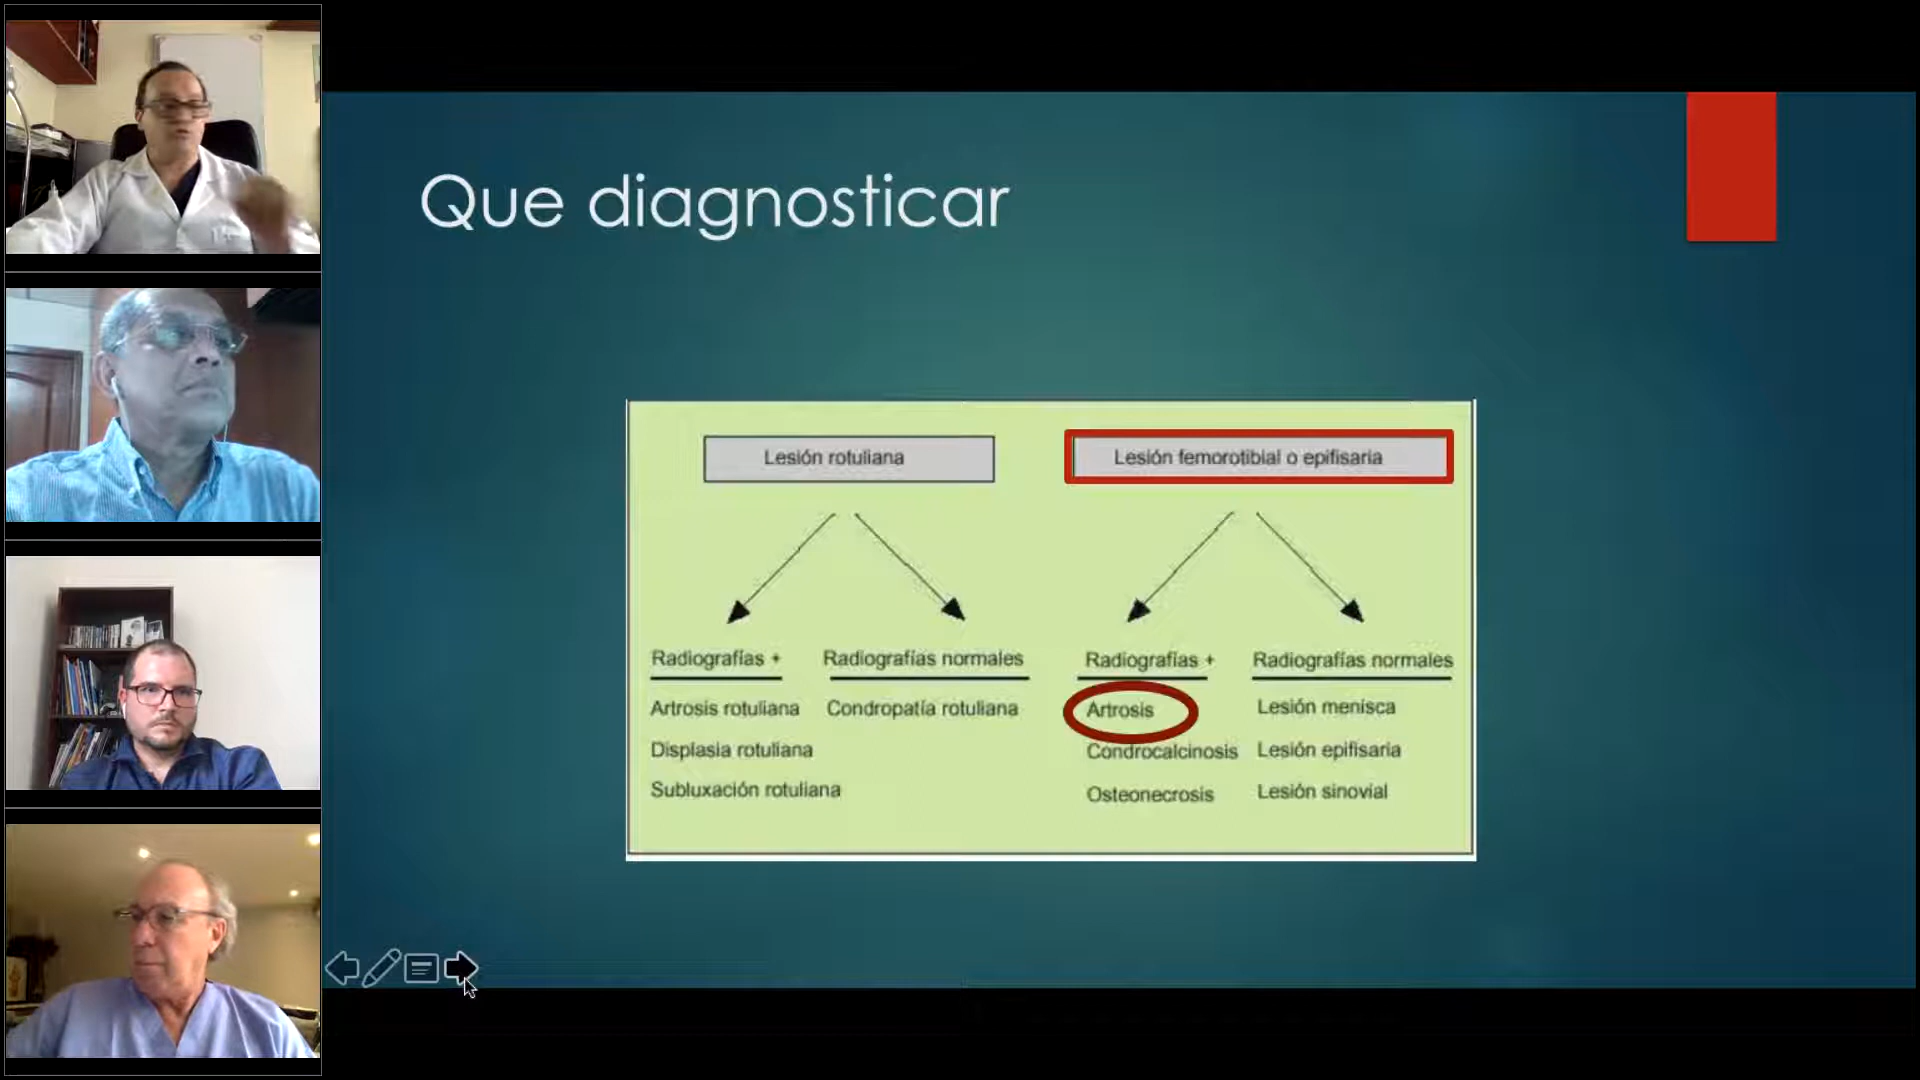 Que diagnosticar
Lesión rotuliana
Lesión femorotibial o epifisaria
Radiografías +
Radiografías normales
Radiografías +
Radiografías normales
Artrosis rotuliana
Condropatía rotuliana
Artrosis
Lesión menisca
Displasia rotuliana
Condrocalcinosis
Lesión epifisaria
Subluxación rotuliana
Osteonecrosis
Lesión sinovial